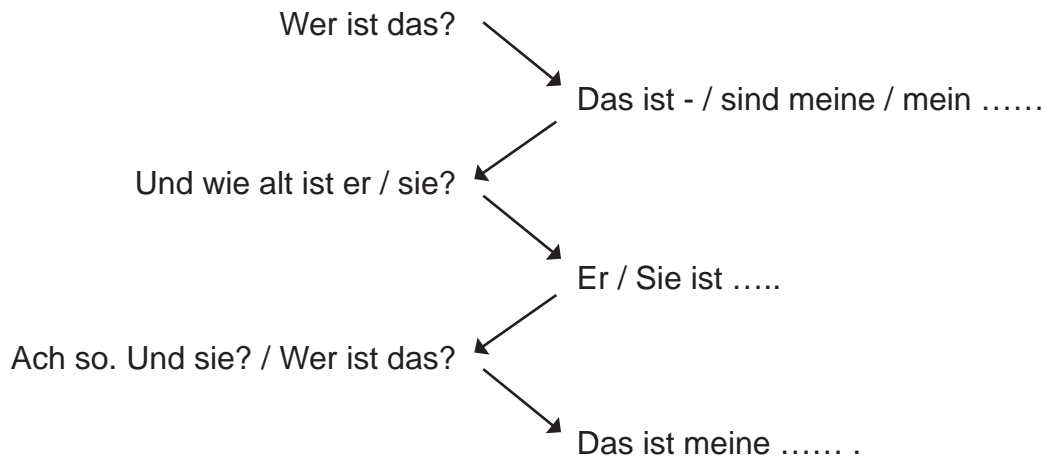 Wer ist das?
Das ist - / sind meine / mein ......
Und wie alt ist er / sie?
Er / Sie ist .....
Ach so. Und sie? / Wer ist das?
Das ist meine ...... .